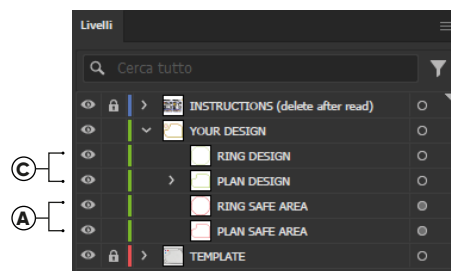 Livelli
Cerca tutto
INSTRUCTIONS (delete after read)
YOUR DESIGN
C
RING DESIGN
PLAN DESIGN
A
RING SAFE AREA
PLAN SAFE AREA
TEMPLATE